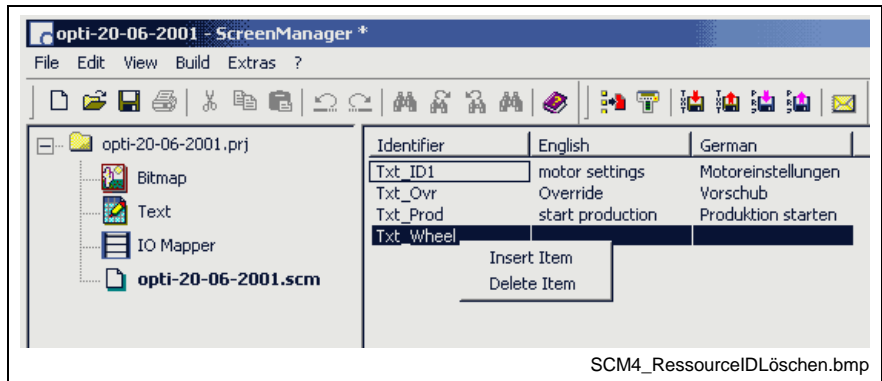 opti-20-06-2001 - ScreenManager *
File Edit View Build Extras ?
opti-20-06-2001.prj
Bitmap
Text
IO Mapper
opti-20-06-2001.scm
Identifier English German
Txt_ID1 motor settings Motoreinstellungen
Txt_Ovr Override Vorschub
Txt_Prod start production Produktion starten
Txt_Wheel
Insert Item
Delete Item
SCM4_RessourceIDLöschen.bmp